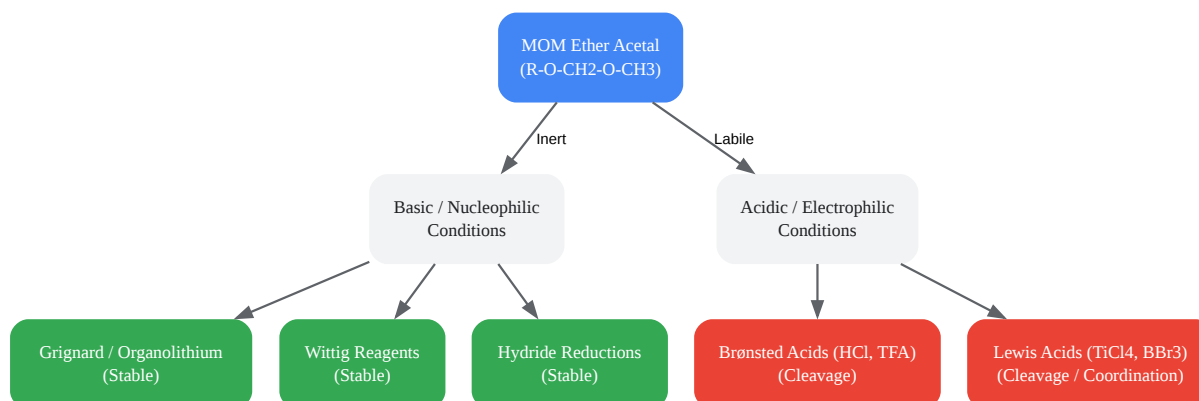 MOM Ether Acetal
(R-O-CH2-O-CH3)
Inert
Labile
Basic / Nucleophilic
Conditions
Acidic / Electrophilic
Conditions
Grignard / Organolithium
(Stable)
Wittig Reagents
(Stable)
Hydride Reductions
(Stable)
Brønsted Acids (HCl, TFA)
(Cleavage)
Lewis Acids (TiCl4, BBr3)
(Cleavage / Coordination)